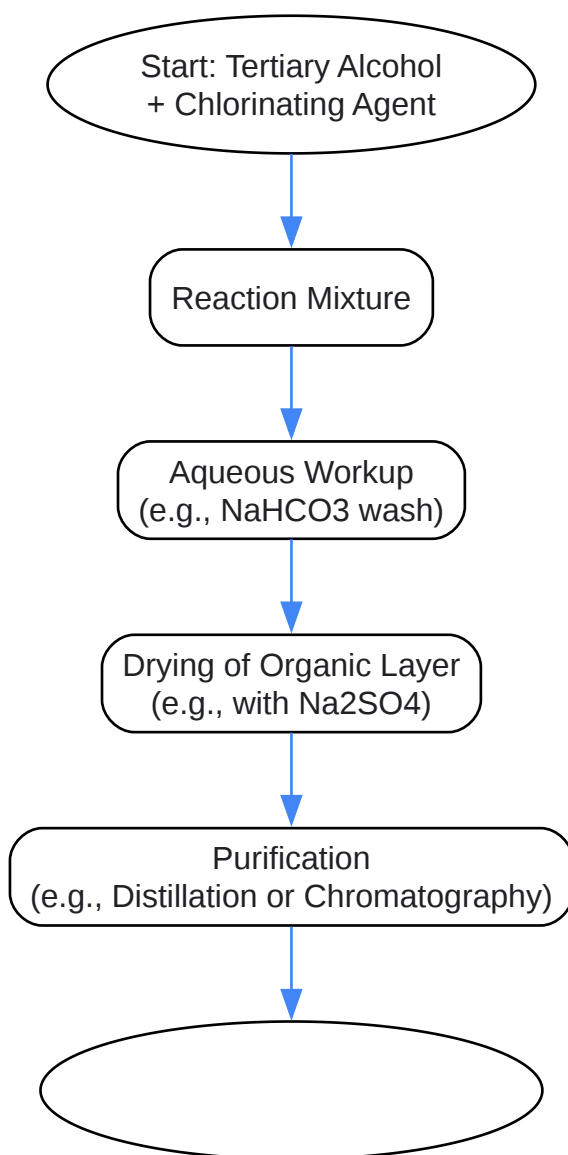 Start: Tertiary Alcohol
+ Chlorinating Agent
Reaction Mixture
Aqueous Workup
(e.g., NaHCO3 wash)
Drying of Organic Layer
(e.g., with Na2SO4)
Purification
(e.g., Distillation or Chromatography)